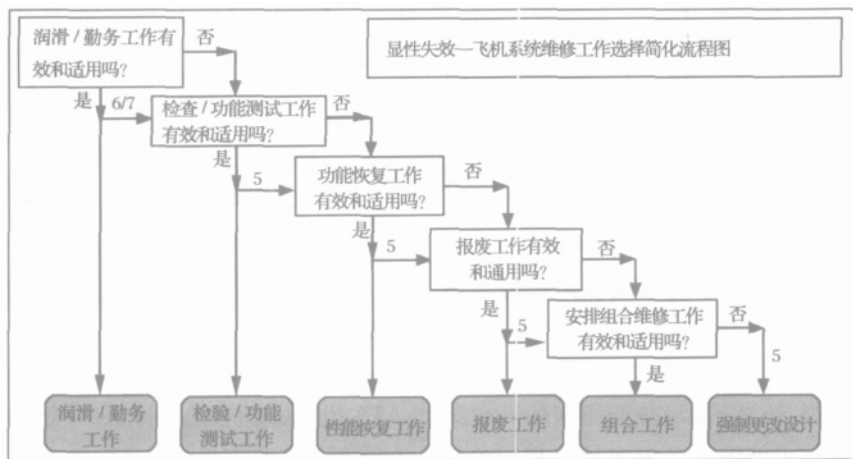 润滑/勤务工作有
效和适用吗?
否
显性失效—飞机系统维修工作选择简化流程图
是
6/7
检查/功能测试工作
有效和适用吗?
否
是
5
功能恢复工作
有效和适用吗?
否
是
5
报废工作有效
和通用吗?
否
是
5
安排组合维修工作
有效和适用吗?
否
是
5
润滑/勤务
工作
检验/功能
测试工作
性能恢复工作
报废工作
组合工作
强制更改设计